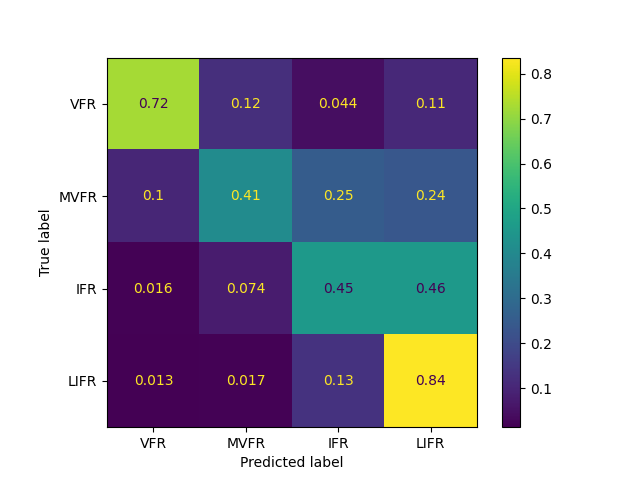 VFR 0.72 0.12 0.044 0.11
MVFR 0.1 0.41 0.25 0.24
IFR 0.016 0.074 0.45 0.46
LIFR 0.013 0.017 0.13 0.84
VFR MVFR IFR LIFR
Predicted label
True label
0.8
0.7
0.6
0.5
0.4
0.3
0.2
0.1